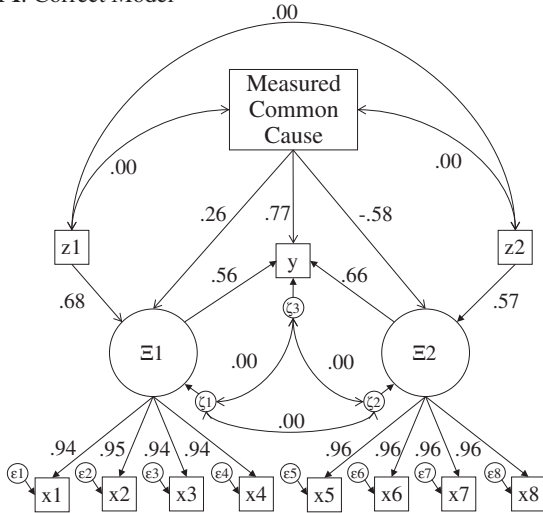 A. Correct Model
.00
Measured
Common
Cause
.00
.00
z1
z2
.26
.77
-.58
y
.68
.56
.66
.57
ζ3
Ξ1
Ξ2
.00
.00
ζ1
ζ2
.00
.94
.95
.94
.94
.96
.96
.96
.96
ε1
ε2
ε3
ε4
ε5
ε6
ε7
ε8
x1
x2
x3
x4
x5
x6
x7
x8